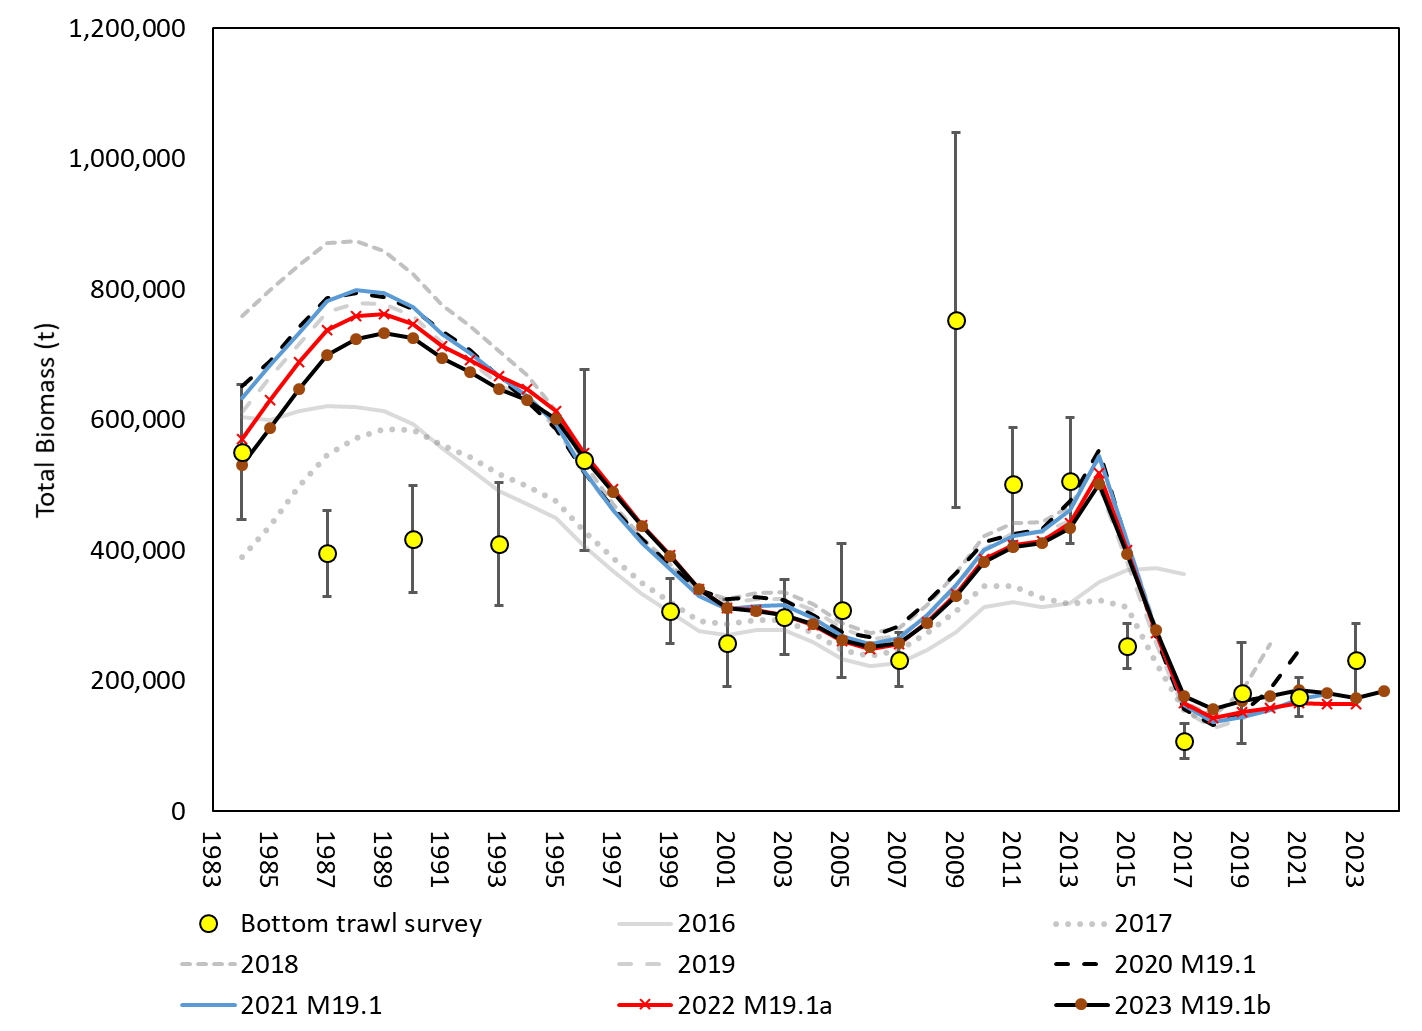 Total Biomass (t)
1,200,000
1,000,000
800,000
600,000
400,000
200,000
0
1983 1985 1987 1989 1991 1993 1995 1997 1999 2001 2003 2005 2007 2009 2011 2013 2015 2017 2019 2021 2023
Bottom trawl survey 2016 2017
2018 2019 2020 M19.1
2021 M19.1 2022 M19.1a 2023 M19.1b